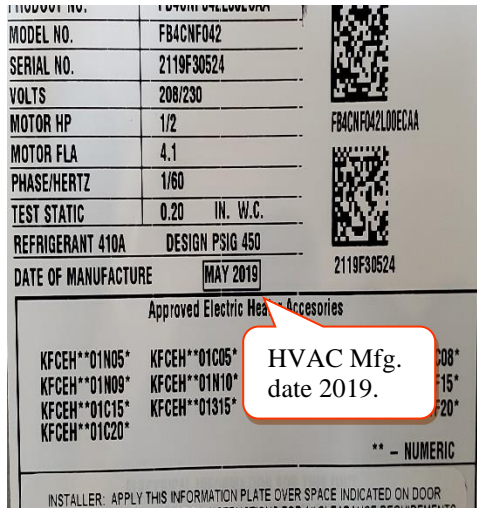 MODEL NO. FB4CNF042
SERIAL NO. 2119F30524
VOLTS 208/230
MOTOR HP 1/2
FB4CNF042L00ECAA
MOTOR FLA 4.1
PHASE/HERTZ 1/60
TEST STATIC 0.20 IN. W.C.
REFRIGERANT 410A DESIGN PSIG 450
2119F30524
DATE OF MANUFACTURE MAY 2019
Approved Electric Accesories
HVAC Mfg.
date 2019.
KFCEH**01N05* KFCEH**01C05* C08*
KFCEH**01N09* KFCEH**01N10* F15*
KFCEH**01C15* KFCEH**01315* F20*
KFCEH**01C20*
** – NUMERIC
INSTALLER: APPLY THIS INFORMATION PLATE OVER SPACE INDICATED ON DOOR